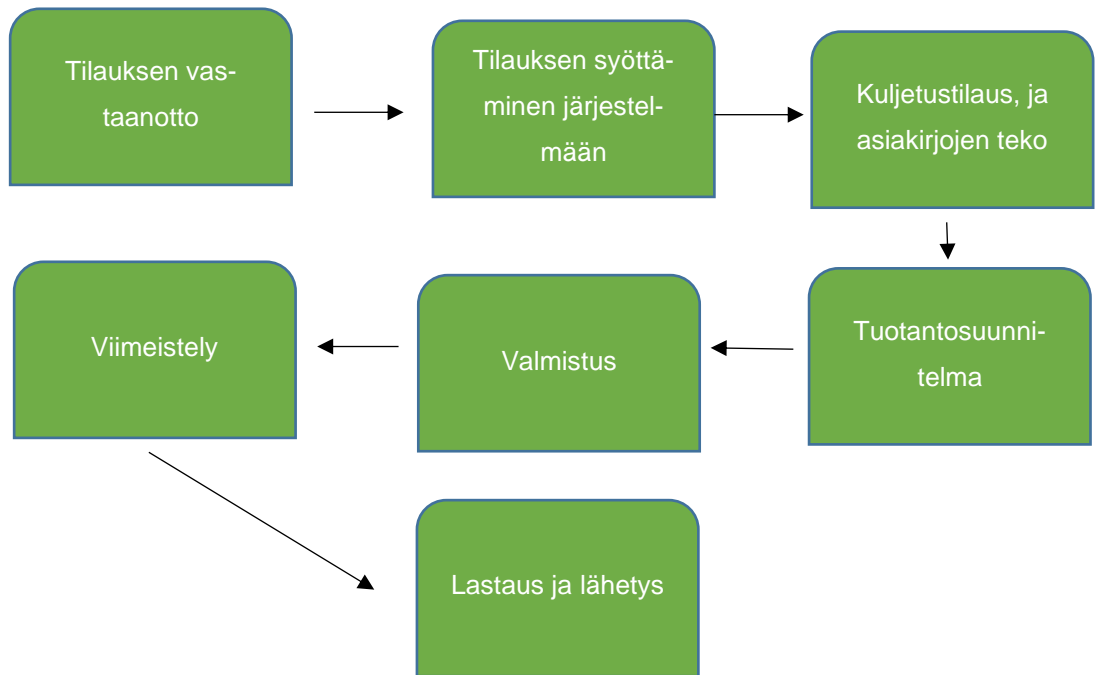 Tilauksen vas-
taanotto
Tilauksen syöttä-
minen järjestel-
mään
Kuljetustilaus, ja
asiakirjojen teko
Tuotantosuunni-
telma
Valmistus
Viimeistely
Lastaus ja lähetys